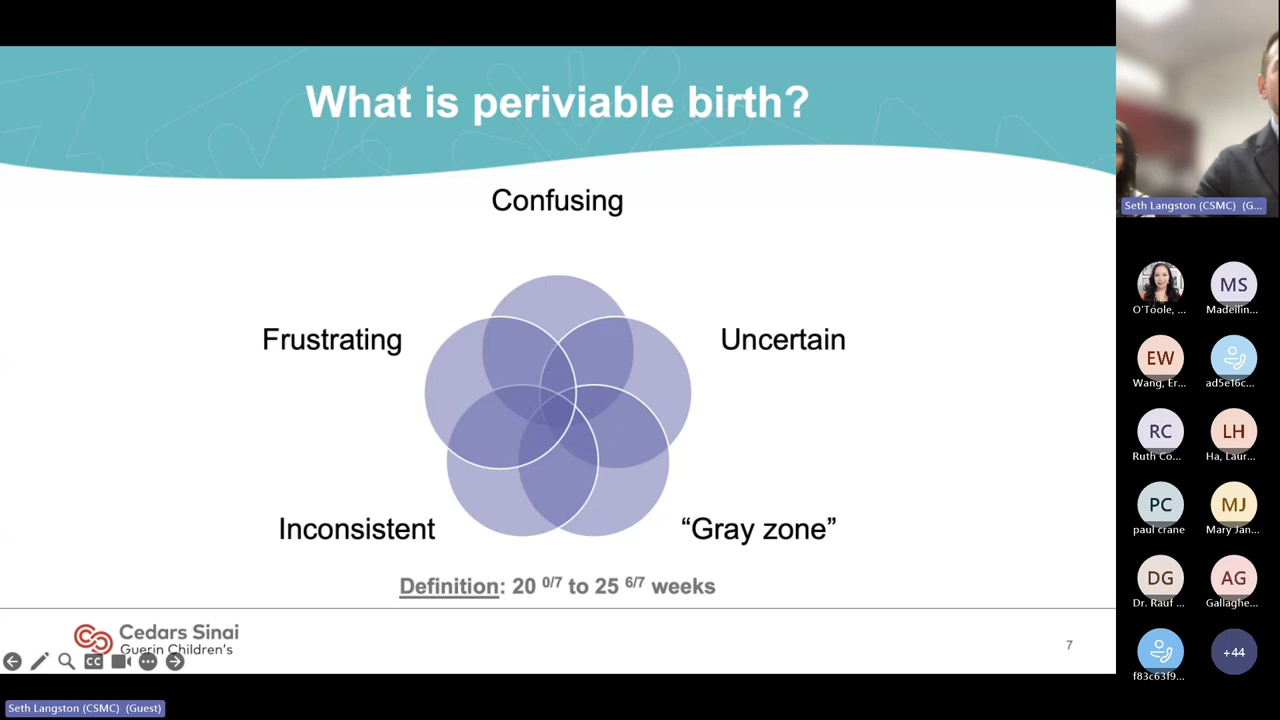 What is periviable birth?
Confusing
Frustrating
Uncertain
Inconsistent
“Gray zone”
Definition: 20 0/7 to 25 6/7 weeks
Cedars Sinai
Guerin Children's
7
CC
Seth Langston (CSMC) (Guest)
Seth Langston (CSMC) (G...
O'Toole, ...
MS
Madeilin...
EW
Wang, Er...
ad5e16c...
RC
Ruth Co...
LH
Ha, Laur...
PC
paul crane
MJ
Mary Jan...
DG
Dr. Rauf ...
AG
Gallaghe...
f83c63f9...
+44